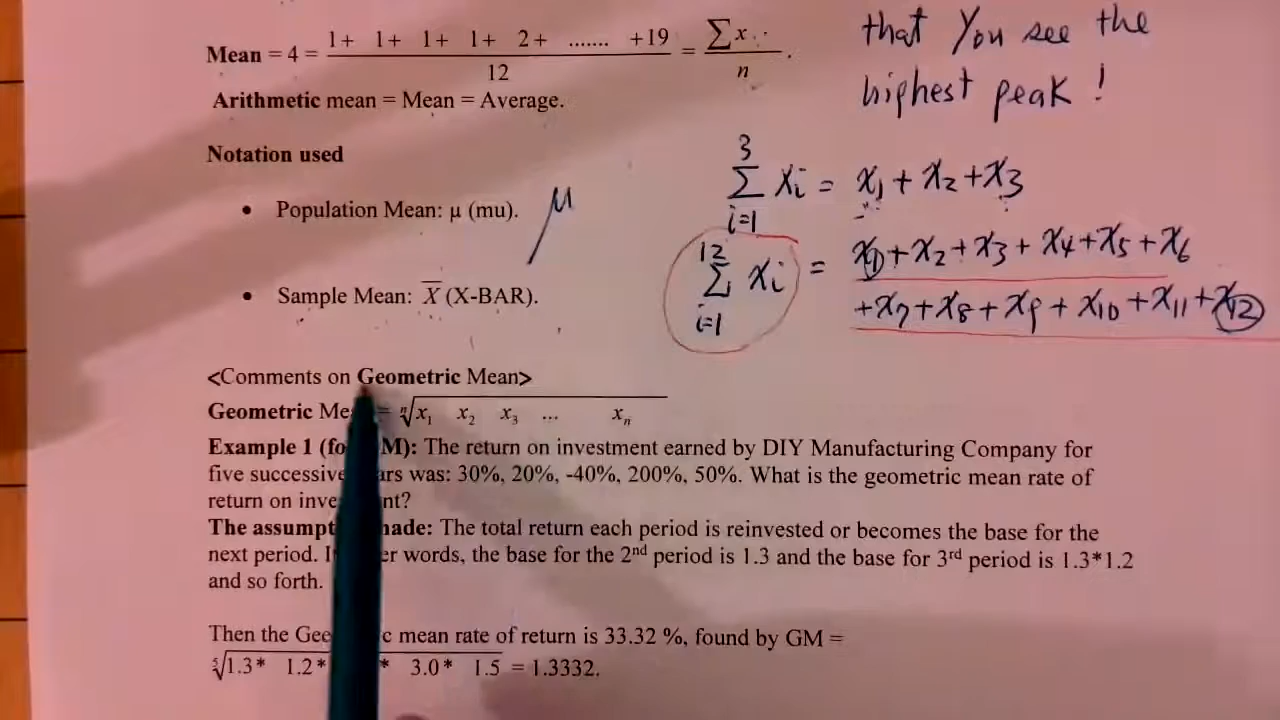 Mean = 4 = 1+ 1+ 1+ 1+ 2+ ....... +19 / 12 = ∑x.. / n .
Arithmetic mean = Mean = Average.
Notation used
• Population Mean: μ (mu).
μ
• Sample Mean: X̄ (X-BAR).
that You see the
highest peak !
3 ∑ i=1 xi = x1 + x2 + x3
12 ∑ i=1 xi = x1 + x2 + x3 + x4 + x5 + x6
+ x7 + x8 + x9 + x10 + x11 + x12
<Comments on Geometric Mean>
Geometric Me = ⁿ√x1 x2 x3 ... xn
Example 1 (fo M): The return on investment earned by DIY Manufacturing Company for
five successive ars was: 30%, 20%, -40%, 200%, 50%. What is the geometric mean rate of
return on inve nt?
The assumpt ade: The total return each period is reinvested or becomes the base for the
next period. I er words, the base for the 2nd period is 1.3 and the base for 3rd period is 1.3*1.2
and so forth.
Then the Ge c mean rate of return is 33.32 %, found by GM =
⁵√1.3* 1.2* * 3.0* 1.5 = 1.3332.